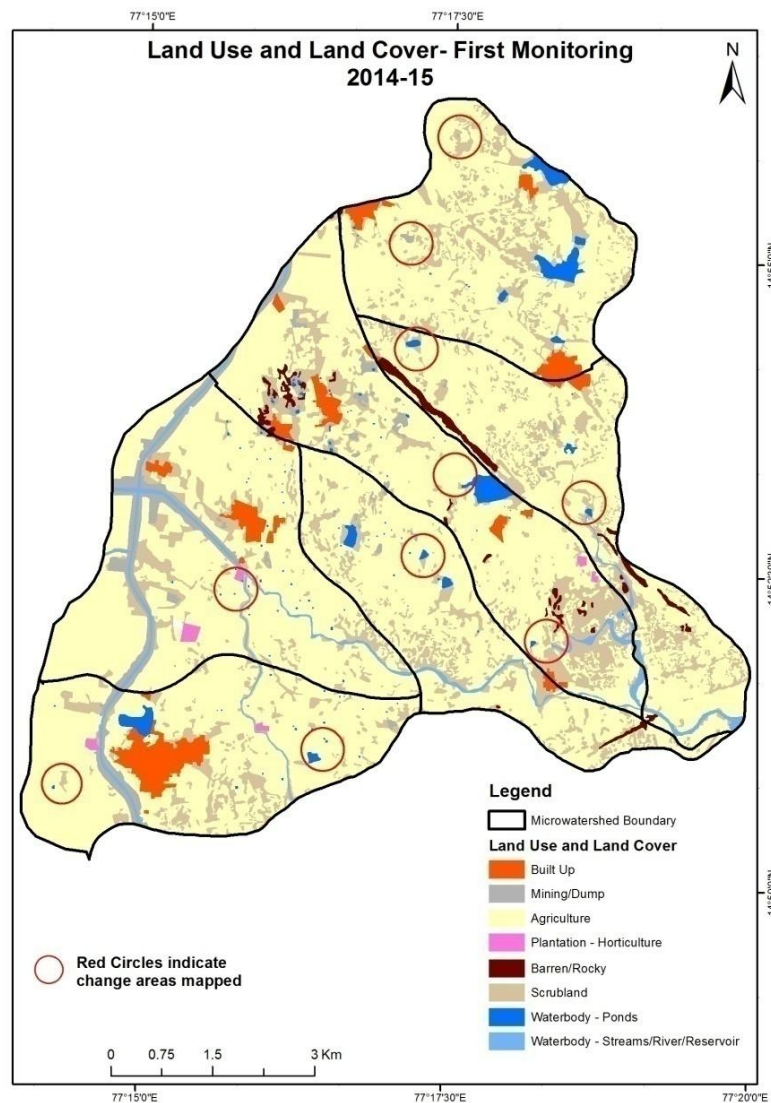 77°15'0"E
77°17'30"E
Land Use and Land Cover- First Monitoring
2014-15
N
Legend
Microwatershed Boundary
Land Use and Land Cover
Built Up
Mining/Dump
Agriculture
Plantation - Horticulture
Barren/Rocky
Scrubland
Waterbody - Ponds
Waterbody - Streams/River/Reservoir
Red Circles indicate
change areas mapped
0 0.75 1.5 3 Km
77°15'0"E
77°17'30"E
77°20'0"E